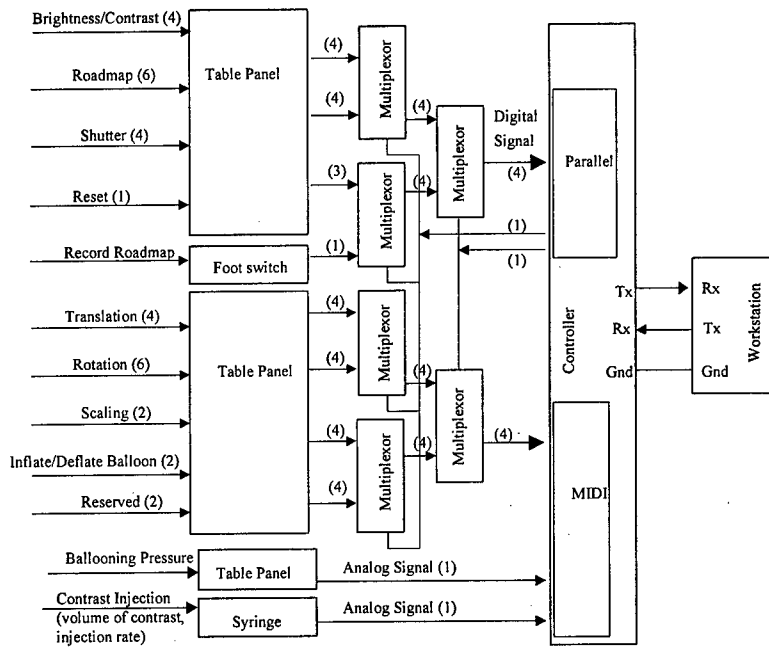 Brightness/Contrast (4)
Roadmap (6)
Shutter (4)
Reset (1)
Record Roadmap
Table Panel
Foot switch
Translation (4)
Rotation (6)
Scaling (2)
Inflate/Deflate Balloon (2)
Reserved (2)
Table Panel
Ballooning Pressure
Table Panel
Analog Signal (1)
Contrast Injection
(volume of contrast,
injection rate)
Syringe
Analog Signal (1)
(4)
(4)
(3)
(1)
(4)
(4)
(4)
(4)
Multiplexor
Multiplexor
Multiplexor
Multiplexor
(4)
(4)
(4)
(4)
Multiplexor
Multiplexor
Digital
Signal
(4)
(1)
(1)
(4)
Parallel
Controller
MIDI
Tx
Rx
Gnd
Rx
Tx
Gnd
Workstation